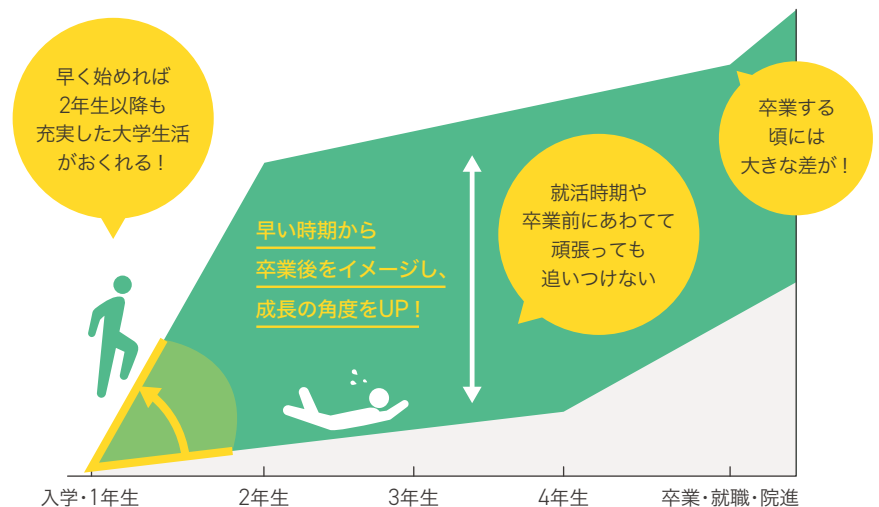 早く始めれば
2年生以降も
充実した大学生活
がおくれる!
卒業する
頃には
大きな差が!
就活時期や
卒業前にあわてて
頑張っても
追いつけない
早い時期から
卒業後をイメージし、
成長の角度をUP!
入学・1年生
2年生
3年生
4年生
卒業・就職・院進